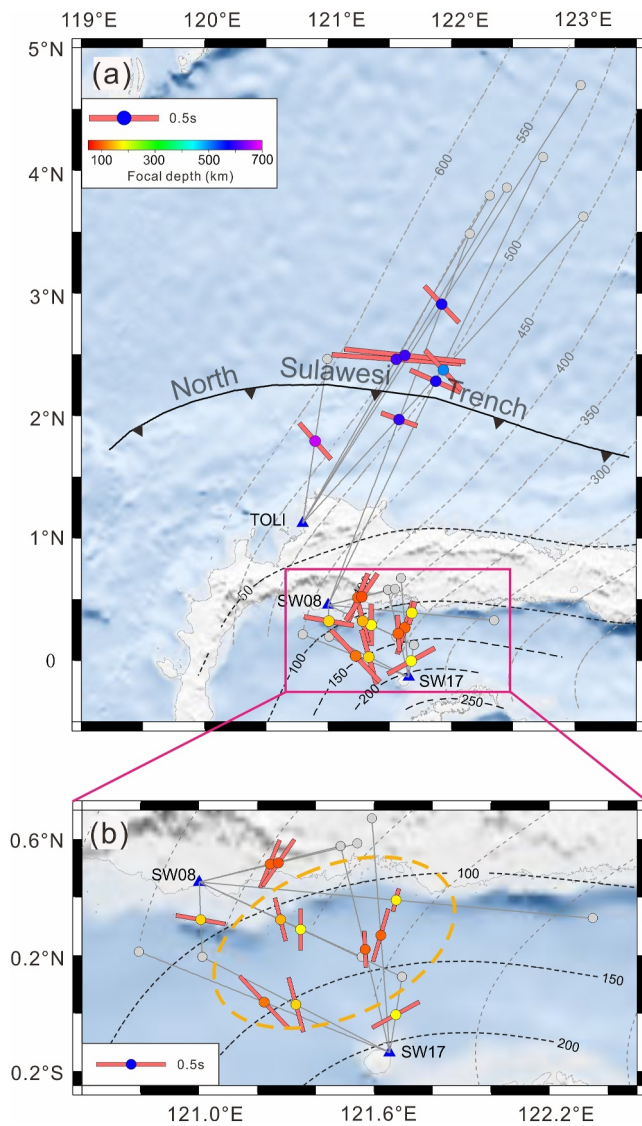 119°E 120°E 121°E 122°E 123°E
5°N
(a)
0.5s
100 300 500 700
Focal depth (km)
600
550
500
4°N
450
400
3°N
350
North Sulawesi Trench
300
2°N
TOLI
1°N
50
SW08
0
100
150
200
SW17
250
(b)
0.6°N
SW08
100
0.2°N
150
200
SW17
0.5s
0.2°S
121.0°E 121.6°E 122.2°E